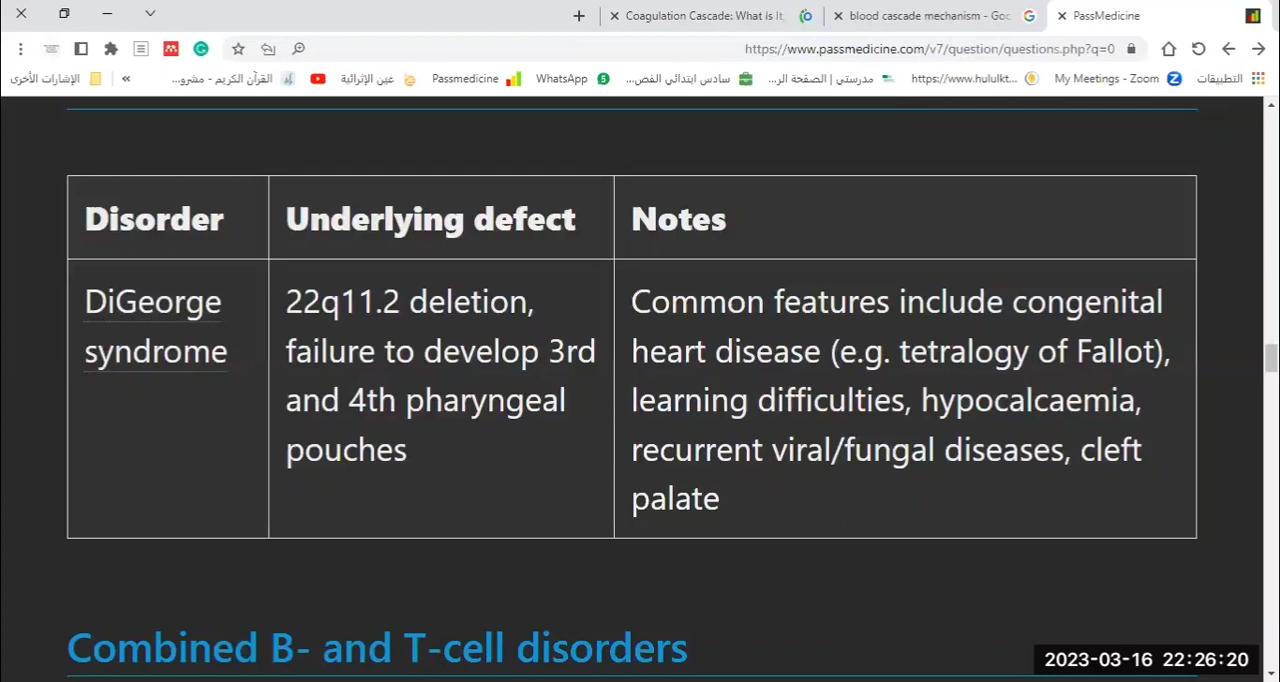 Coagulation Cascade: What is It
blood cascade mechanism - Goo
PassMedicine
https://www.passmedicine.com/v7/question/questions.php?q=0
الإشارات الأخرى
»
القرآن الكريم - مشرو...
عين الإثرائية
Passmedicine
WhatsApp
سادس ابتدائي الفص...
مدرستي | الصفحة الر...
https://www.hululkt...
My Meetings - Zoom
التطبيقات
Disorder
Underlying defect
Notes
DiGeorge
syndrome
22q11.2 deletion,
failure to develop 3rd
and 4th pharyngeal
pouches
Common features include congenital
heart disease (e.g. tetralogy of Fallot),
learning difficulties, hypocalcaemia,
recurrent viral/fungal diseases, cleft
palate
Combined B- and T-cell disorders
2023-03-16 22:26:20